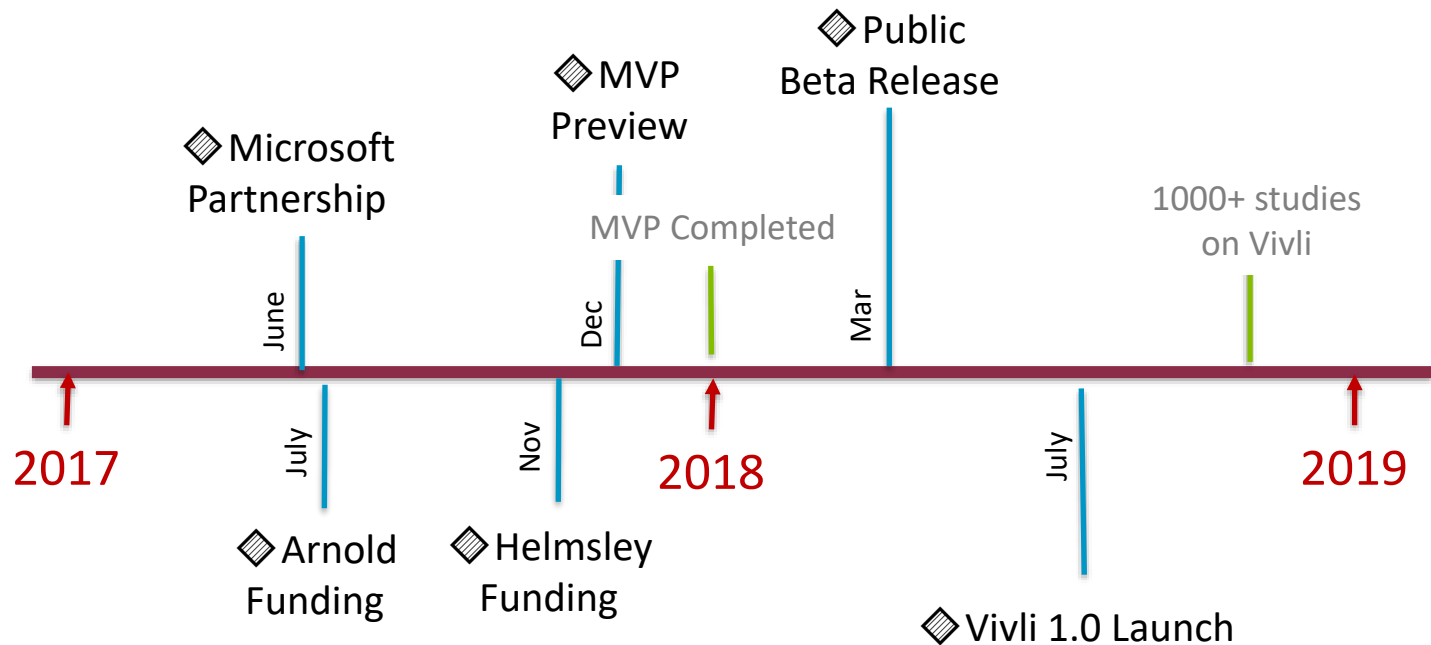 Public
Beta Release
MVP
Preview
Microsoft
Partnership
1000+ studies
on Vivli
MVP Completed
June
Dec
Mar
2017
July
Nov
2018
July
2019
Arnold
Funding
Helmsley
Funding
Vivli 1.0 Launch